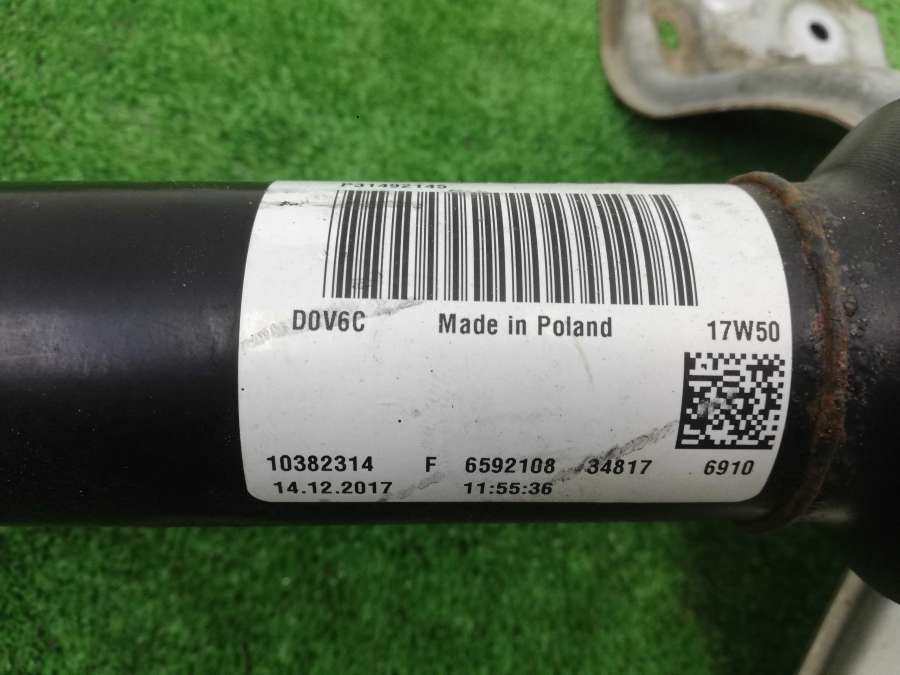 P31492145
D0V6C Made in Poland 17W50
10382314 F 6592108 34817 6910
14.12.2017 11:55:36